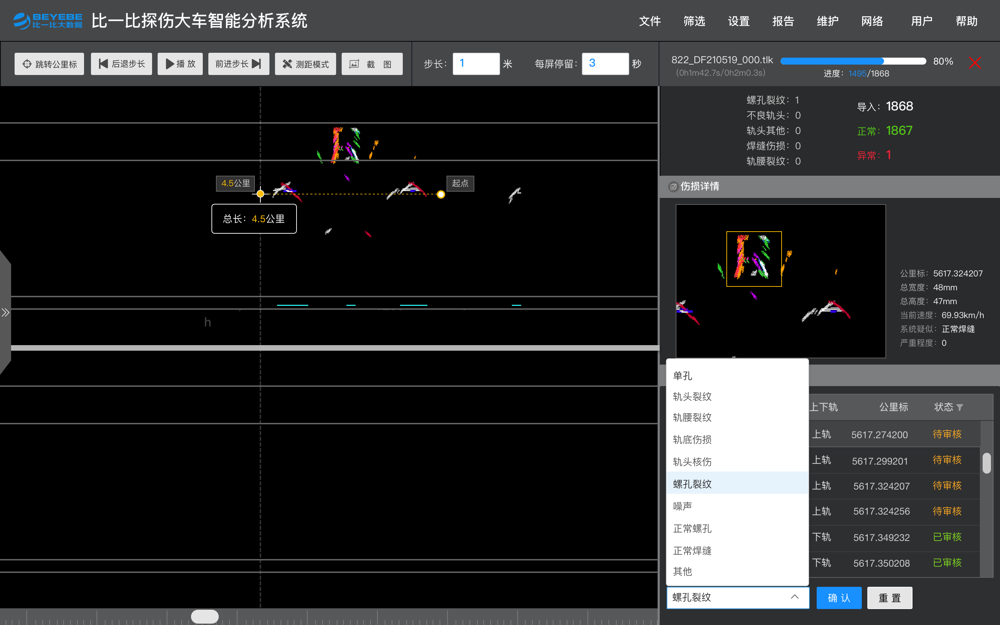 BEYEBE
比一比大数据
比一比探伤大车智能分析系统
文件 筛选 设置 报告 维护 网络 用户 帮助
跳转公里标 后退步长 播 放 前进步长 测距模式 截 图
步长： 1 米 每屏停留： 3 秒
822_DF210519_000.tlk 80%
(0h1m42.7s/0h2m0.3s)
进度：1495/1868
螺孔裂纹：1
不良轨头：0
轨头其他：0
焊缝伤损：0
轨腰裂纹：0
导入：1868
正常：1867
异常：1
4.5公里
起点
总长：4.5公里
h
伤损详情
公里标：5617.324207
总宽度：48mm
总高度：47mm
当前速度：69.93km/h
系统疑似：正常焊缝
严重程度：0
单孔
轨头裂纹
轨腰裂纹
轨底伤损
轨头核伤
螺孔裂纹
噪声
正常螺孔
正常焊缝
其他
上下轨 公里标 状态
上轨 5617.274200 待审核
上轨 5617.299201 待审核
上轨 5617.324207 待审核
上轨 5617.324256 待审核
下轨 5617.349232 已审核
下轨 5617.350208 已审核
螺孔裂纹 确 认 重 置